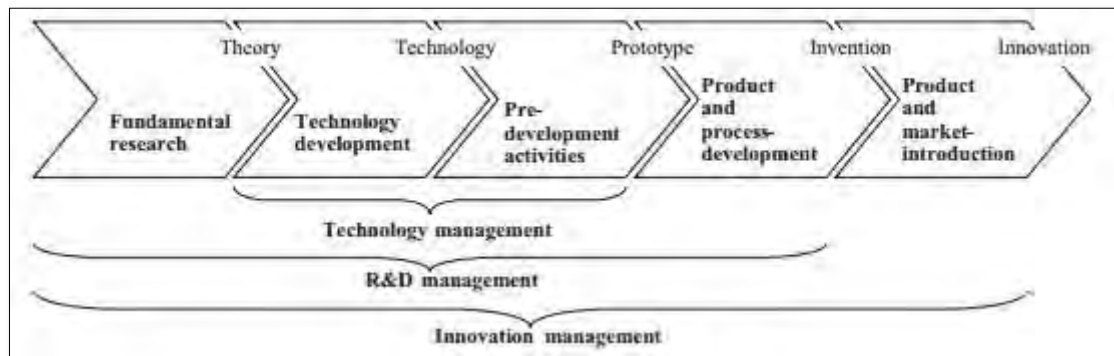 Theory
Technology
Prototype
Invention
Innovation
Fundamental
research
Technology
development
Pre-
development
activities
Product
and
process-
development
Product
and
market-
introduction
Technology management
R&D management
Innovation management